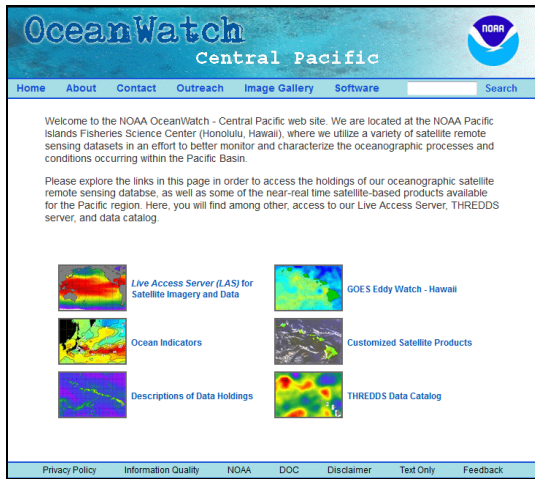 OceanWatch
Central Pacific
NOAA
Home About Contact Outreach Image Gallery Software Search
Welcome to the NOAA OceanWatch - Central Pacific web site. We are located at the NOAA Pacific
Islands Fisheries Science Center (Honolulu, Hawaii), where we utilize a variety of satellite remote
sensing datasets in an effort to better monitor and characterize the oceanographic processes and
conditions occurring within the Pacific Basin.
Please explore the links in this page in order to access the holdings of our oceanographic satellite
remote sensing databse, as well as some of the near-real time satellite-based products available
for the Pacific region. Here, you will find among other, access to our Live Access Server, THREDDS
server, and data catalog.
Live Access Server (LAS) for
Satellite Imagery and Data
GOES Eddy Watch - Hawaii
Ocean Indicators
Customized Satellite Products
Descriptions of Data Holdings
THREDDS Data Catalog
Privacy Policy Information Quality NOAA DOC Disclaimer Text Only Feedback